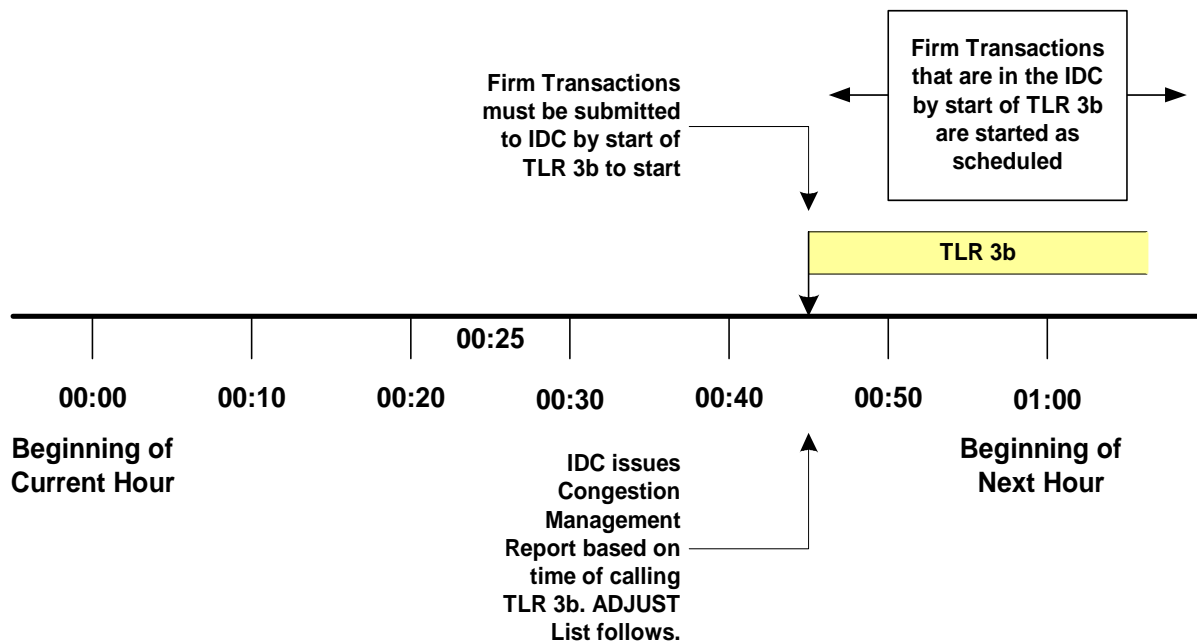 Firm Transactions
must be submitted
to IDC by start of
TLR 3b to start
Firm Transactions
that are in the IDC
by start of TLR 3b
are started as
scheduled
TLR 3b
00:25
00:00
00:10
00:20
00:30
00:40
00:50
01:00
Beginning of
Current Hour
IDC issues
Congestion
Management
Report based on
time of calling
TLR 3b. ADJUST
List follows.
Beginning of
Next Hour